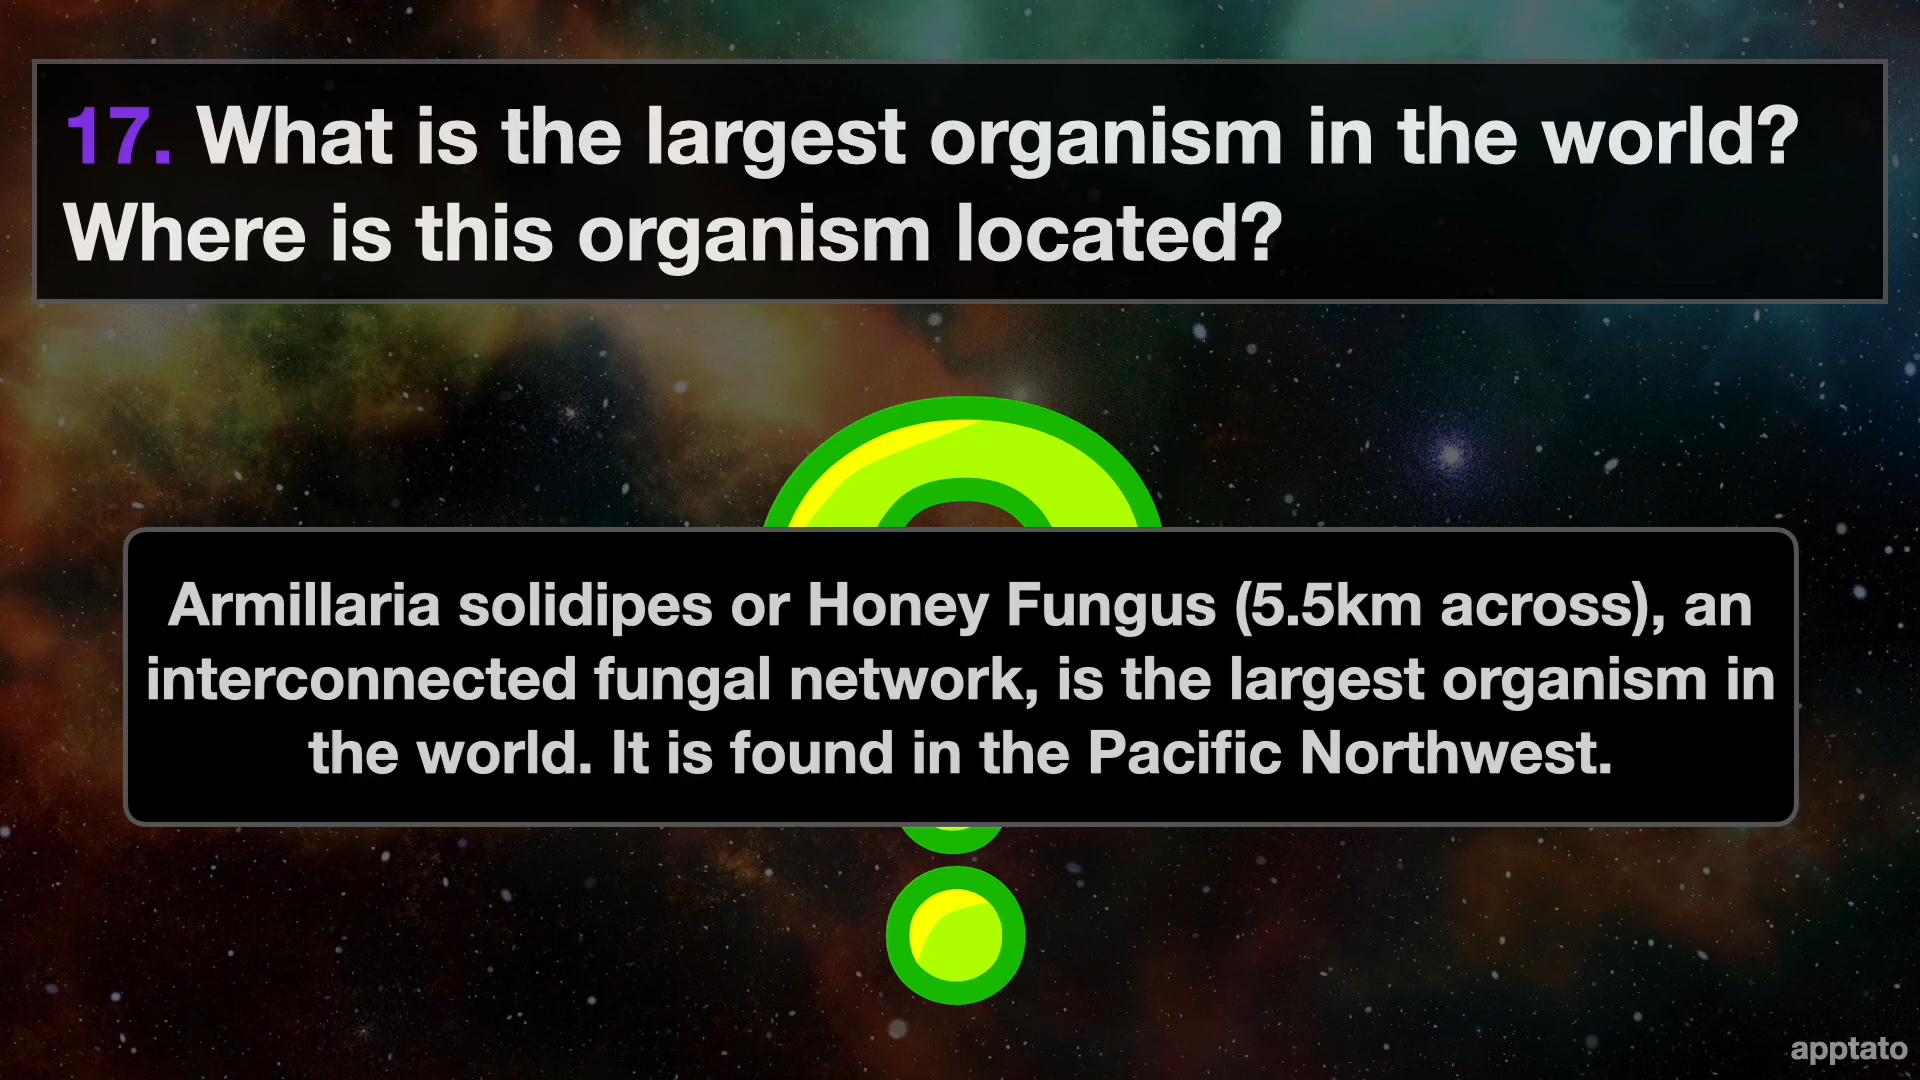 17. What is the largest organism in the world?
Where is this organism located?
Armillaria solidipes or Honey Fungus (5.5km across), an
interconnected fungal network, is the largest organism in
the world. It is found in the Pacific Northwest.
apptato